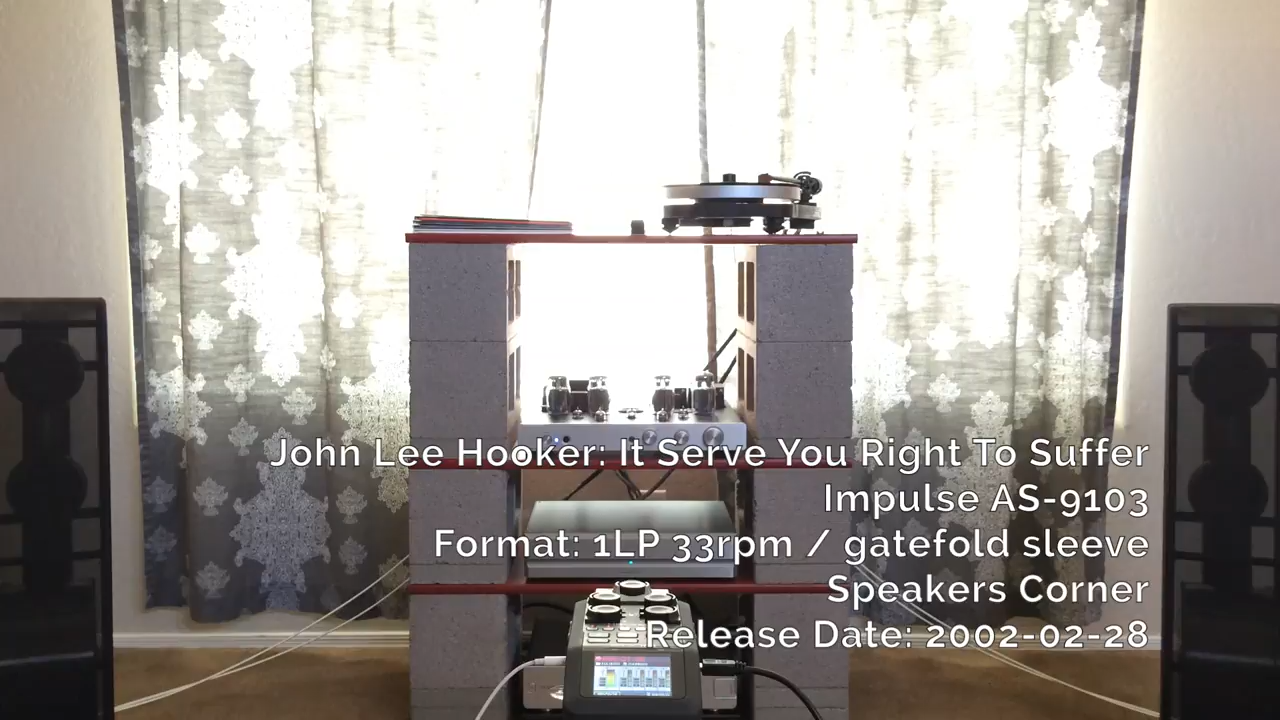 John Lee Hooker: It Serve You Right To Suffer
Impulse AS-9103
Format: 1LP 33rpm / gatefold sleeve
Speakers Corner
Release Date: 2002-02-28